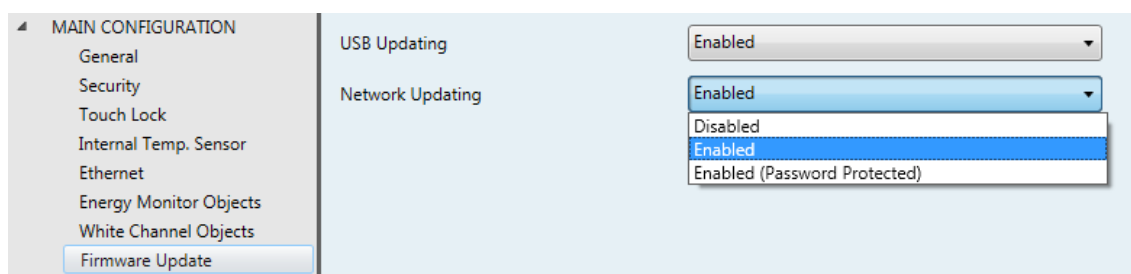 MAIN CONFIGURATION
General
Security
Touch Lock
Internal Temp. Sensor
Ethernet
Energy Monitor Objects
White Channel Objects
Firmware Update
USB Updating
Enabled
Network Updating
Enabled
Disabled
Enabled
Enabled (Password Protected)